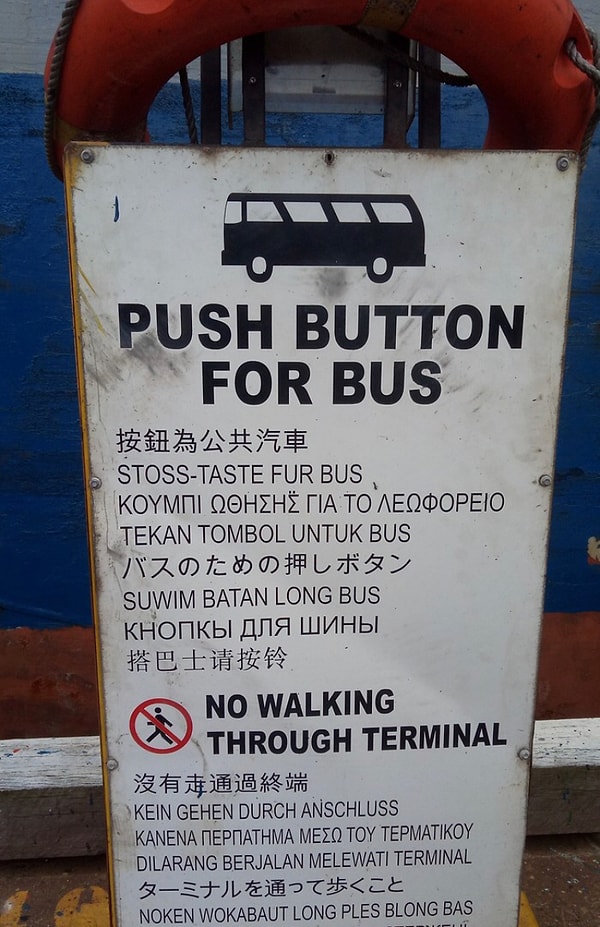 PUSH BUTTON
FOR BUS
按鈕為公共汽車
STOSS-TASTE FUR BUS
ΚΟΥΜΠΙ ΩΘΗΣΗΣ̈ ΓΙΑ ΤΟ ΛΕΩΦΟΡΕΙΟ
TEKAN TOMBOL UNTUK BUS
バスのための押しボタン
SUWIM BATAN LONG BUS
КНОПКЫ ДЛЯ ШИНЫ
搭巴士请按铃
NO WALKING
THROUGH TERMINAL
沒有走通過終端
KEIN GEHEN DURCH ANSCHLUSS
ΚΑΝΕΝΑ ΠΕΡΠΑΤΗΜΑ ΜΕΣΩ ΤΟΥ ΤΕΡΜΑΤΙΚΟΥ
DILARANG BERJALAN MELEWATI TERMINAL
ターミナルを通って歩くこと
NOKEN WOKABAUT LONG PLES BLONG BAS